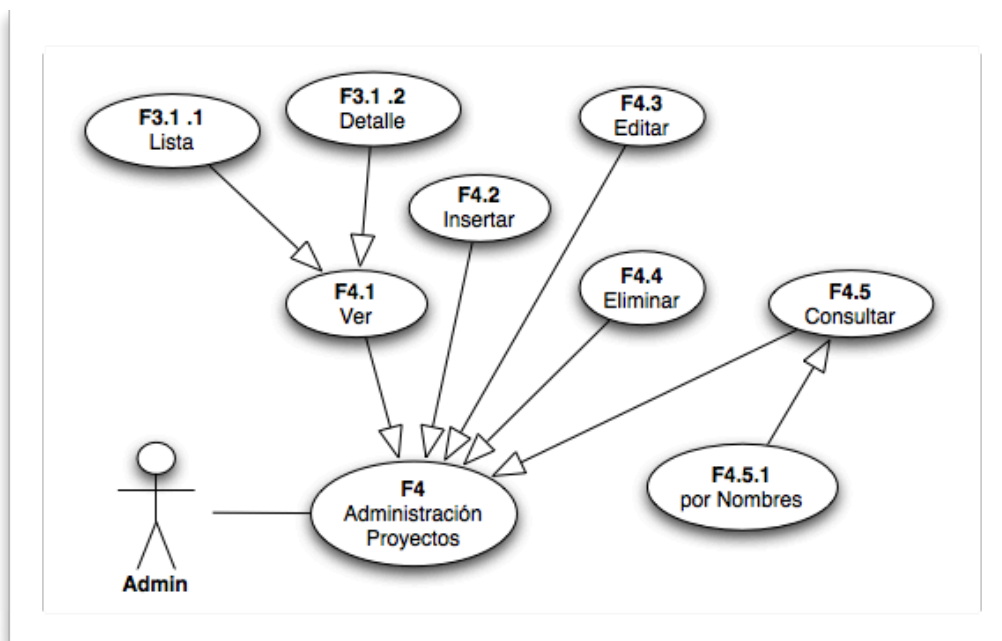 F3.1 .1
Lista
F3.1 .2
Detalle
F4.3
Editar
F4.2
Insertar
F4.1
Ver
F4.4
Eliminar
F4.5
Consultar
F4.5.1
por Nombres
F4
Administración
Proyectos
Admin